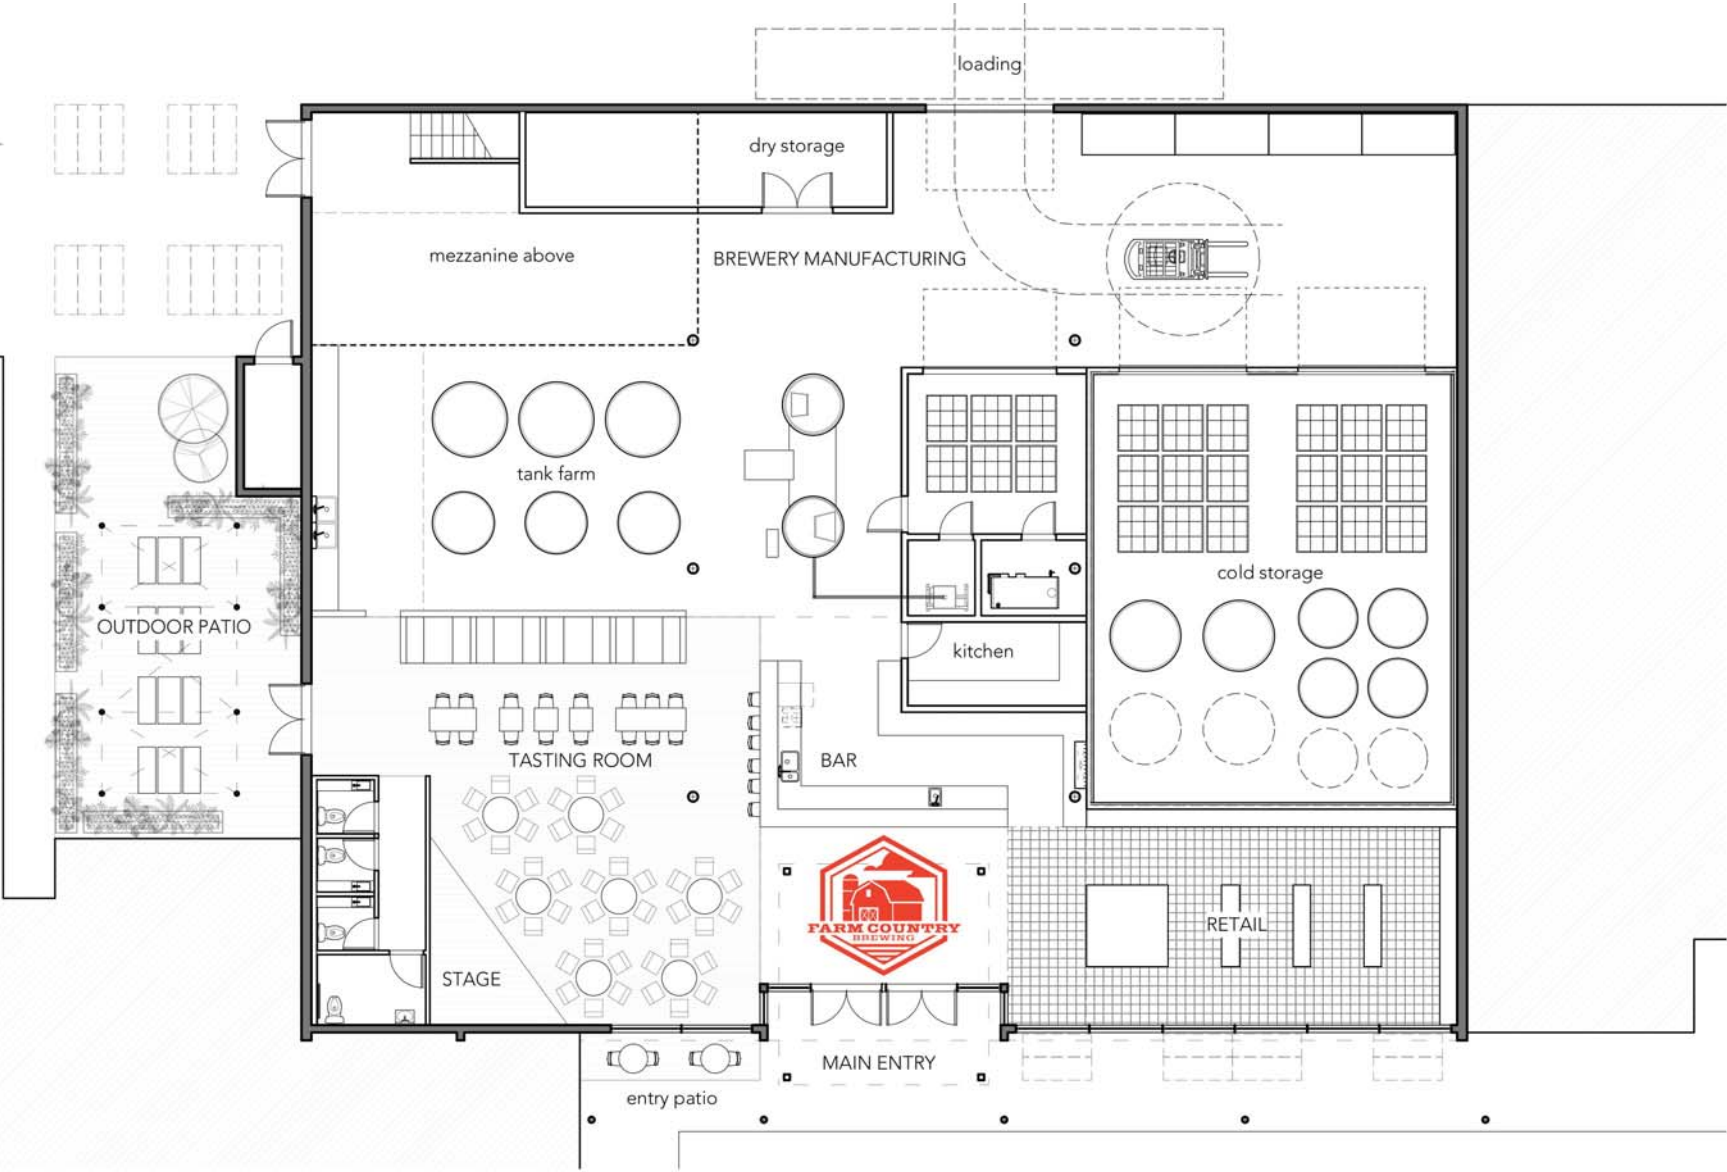 loading
dry storage
mezzanine above
BREWERY MANUFACTURING
tank farm
cold storage
OUTDOOR PATIO
kitchen
TASTING ROOM
BAR
FARM COUNTRY
BREWING
RETAIL
STAGE
MAIN ENTRY
entry patio